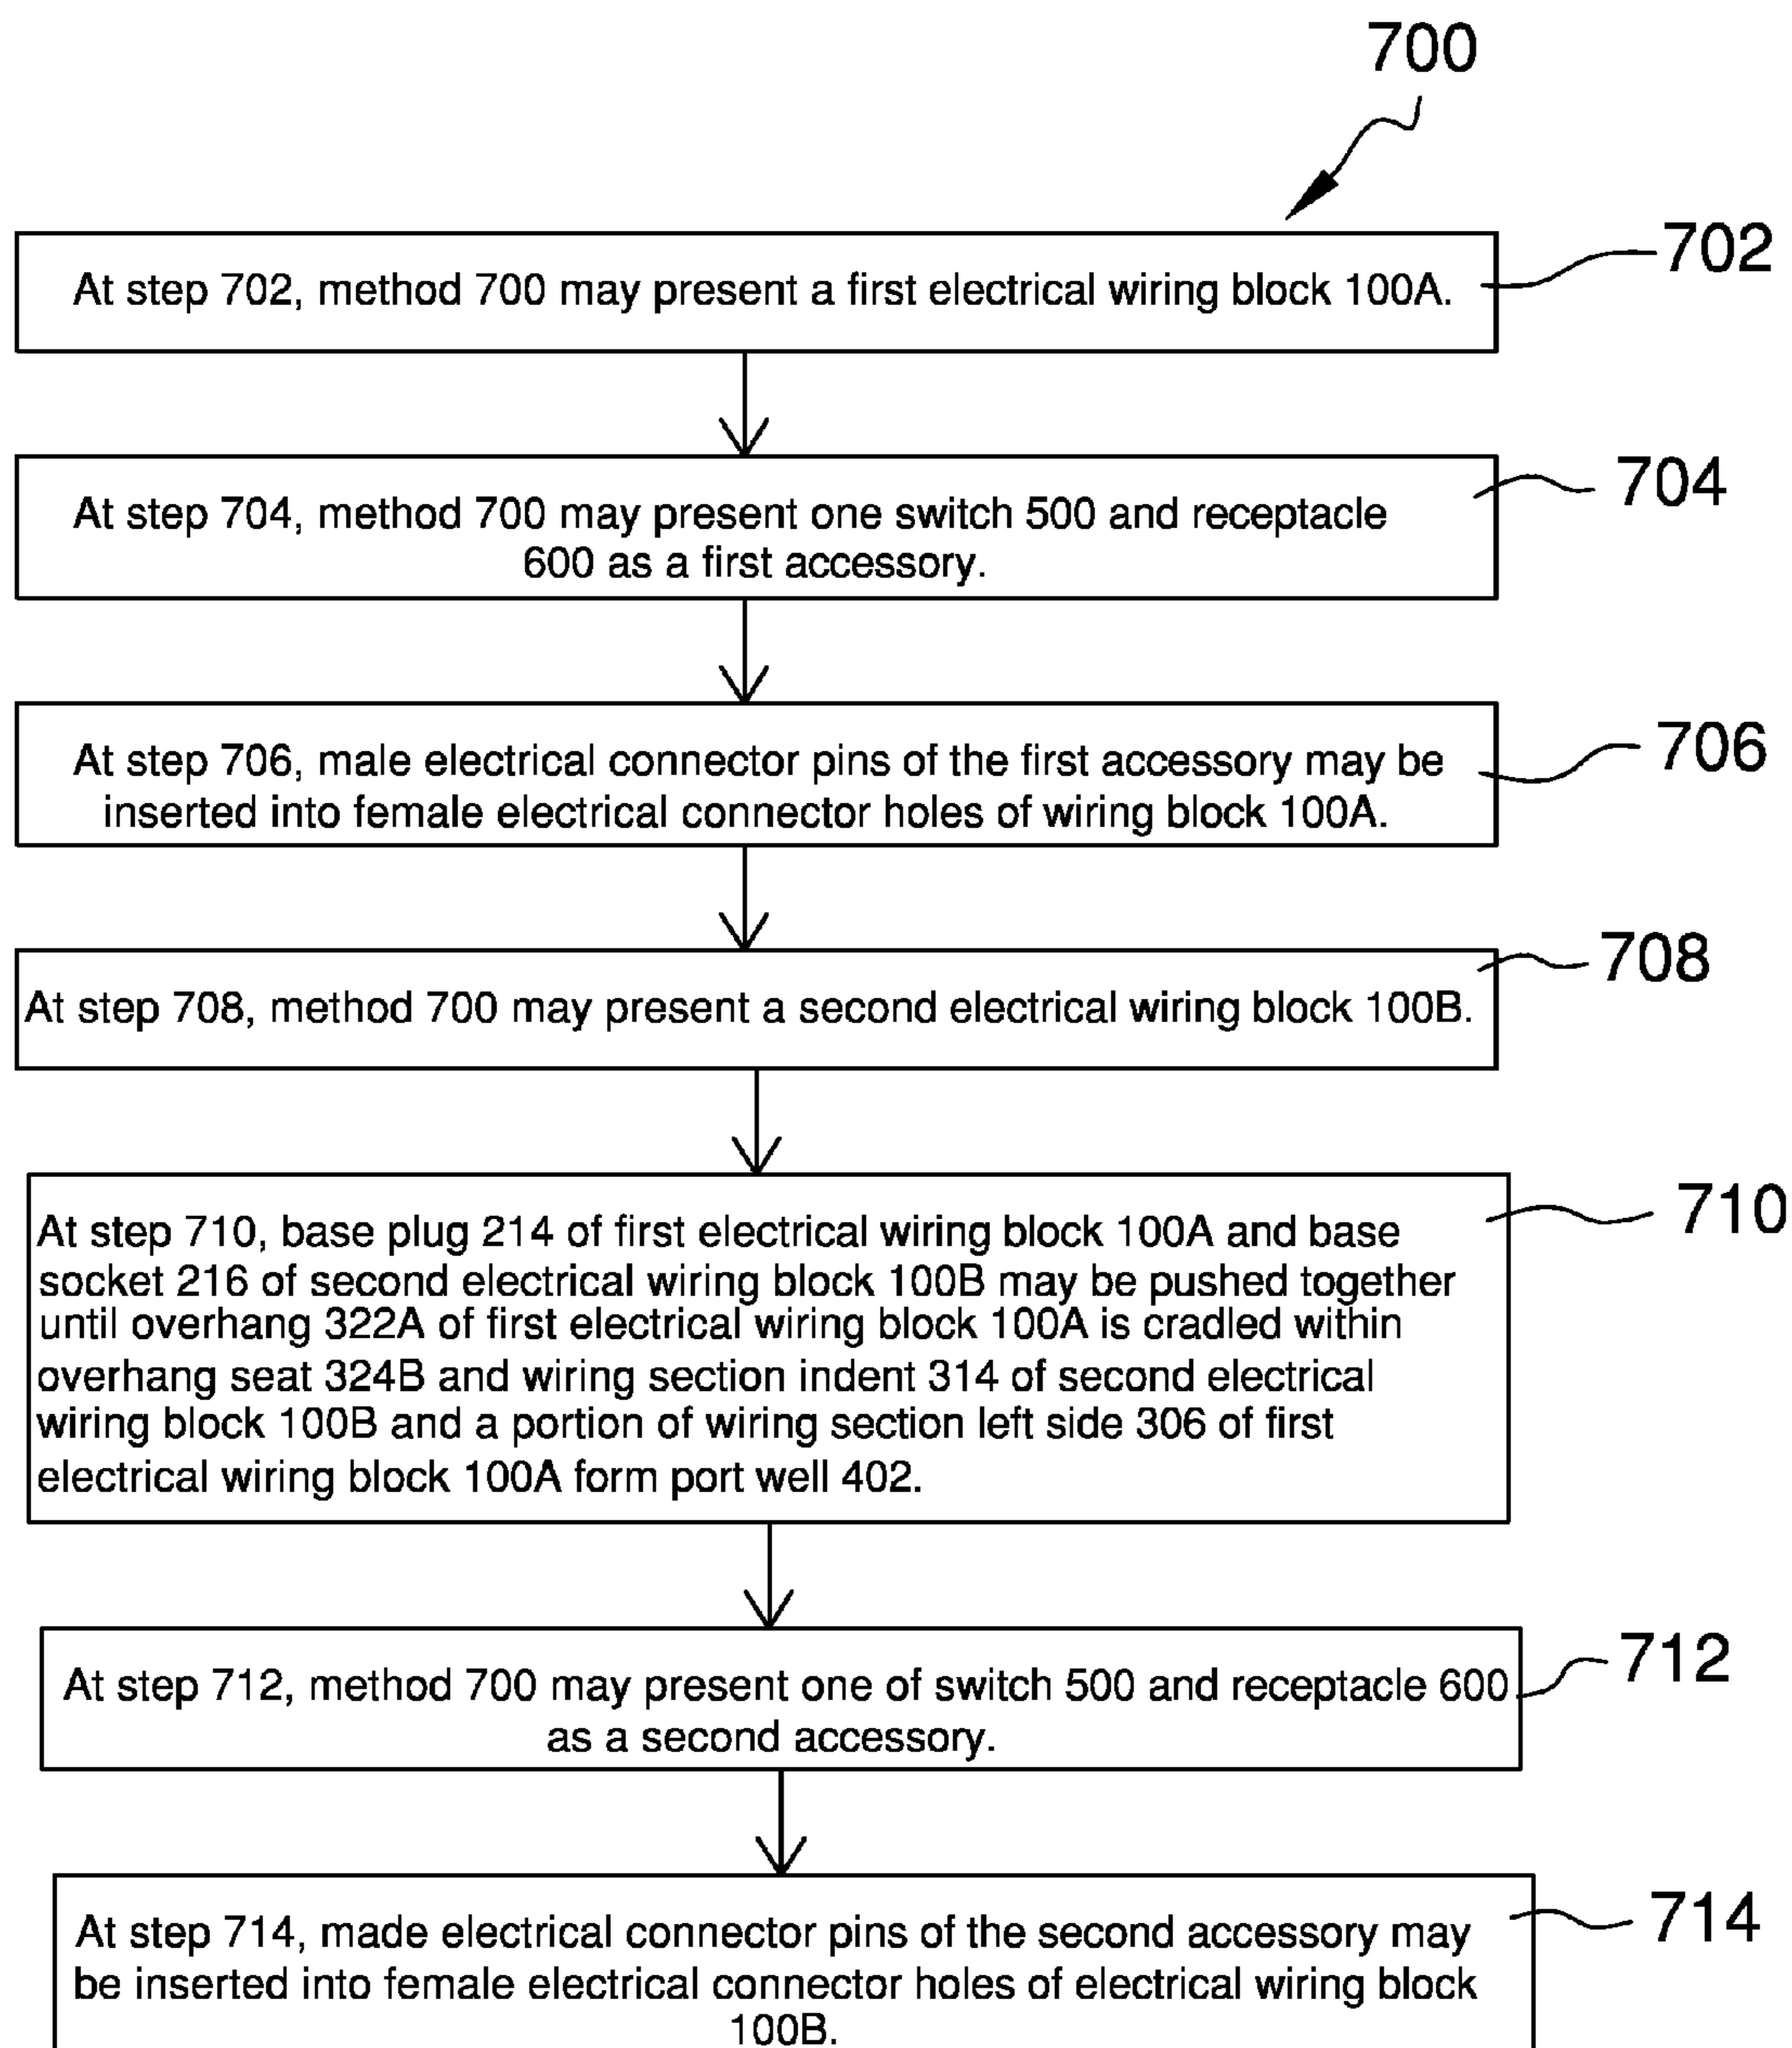 700
702
At step 702, method 700 may present a first electrical wiring block 100A.
704
At step 704, method 700 may present one switch 500 and receptacle
600 as a first accessory.
706
At step 706, male electrical connector pins of the first accessory may be
inserted into female electrical connector holes of wiring block 100A.
708
At step 708, method 700 may present a second electrical wiring block 100B.
710
At step 710, base plug 214 of first electrical wiring block 100A and base
socket 216 of second electrical wiring block 100B may be pushed together
until overhang 322A of first electrical wiring block 100A is cradled within
overhang seat 324B and wiring section indent 314 of second electrical
wiring block 100B and a portion of wiring section left side 306 of first
electrical wiring block 100A form port well 402.
712
At step 712, method 700 may present one of switch 500 and receptacle 600
as a second accessory.
714
At step 714, made electrical connector pins of the second accessory may
be inserted into female electrical connector holes of electrical wiring block
100B.